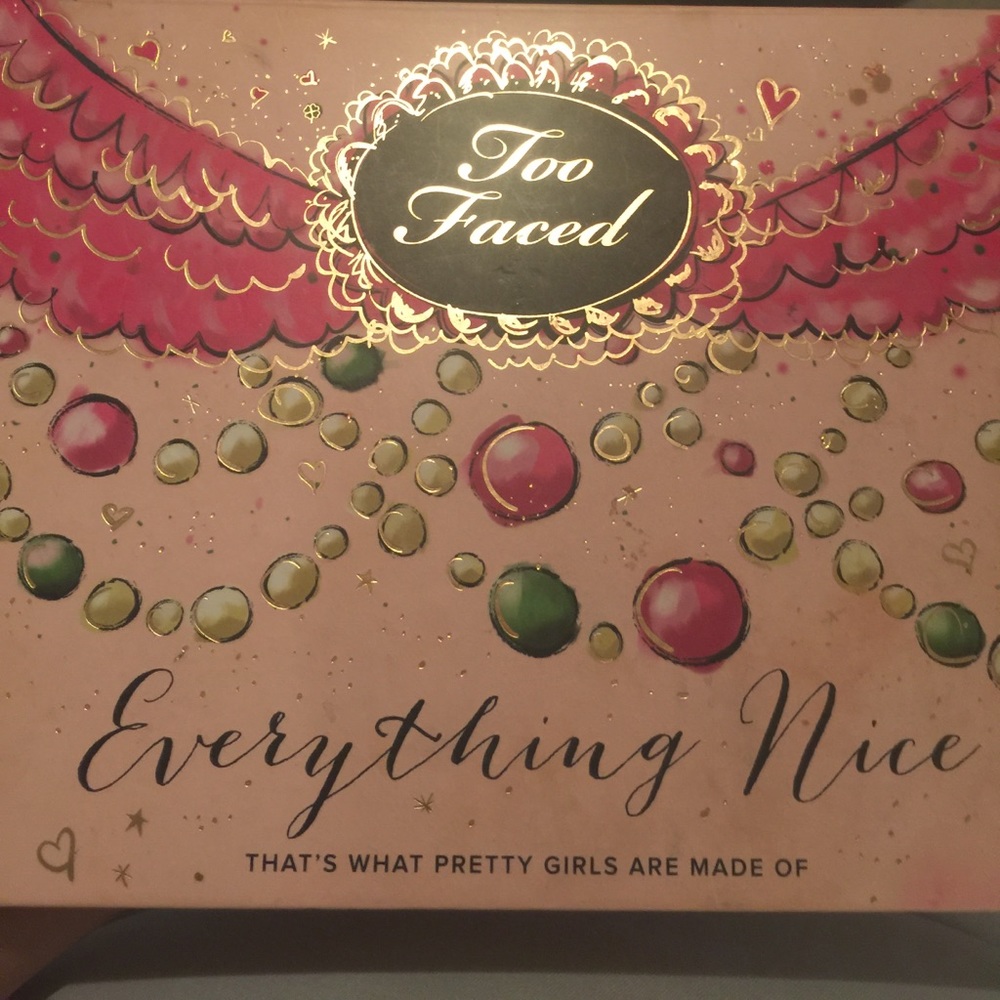 Too
Faced
Everything Nice
THAT'S WHAT PRETTY GIRLS ARE MADE OF